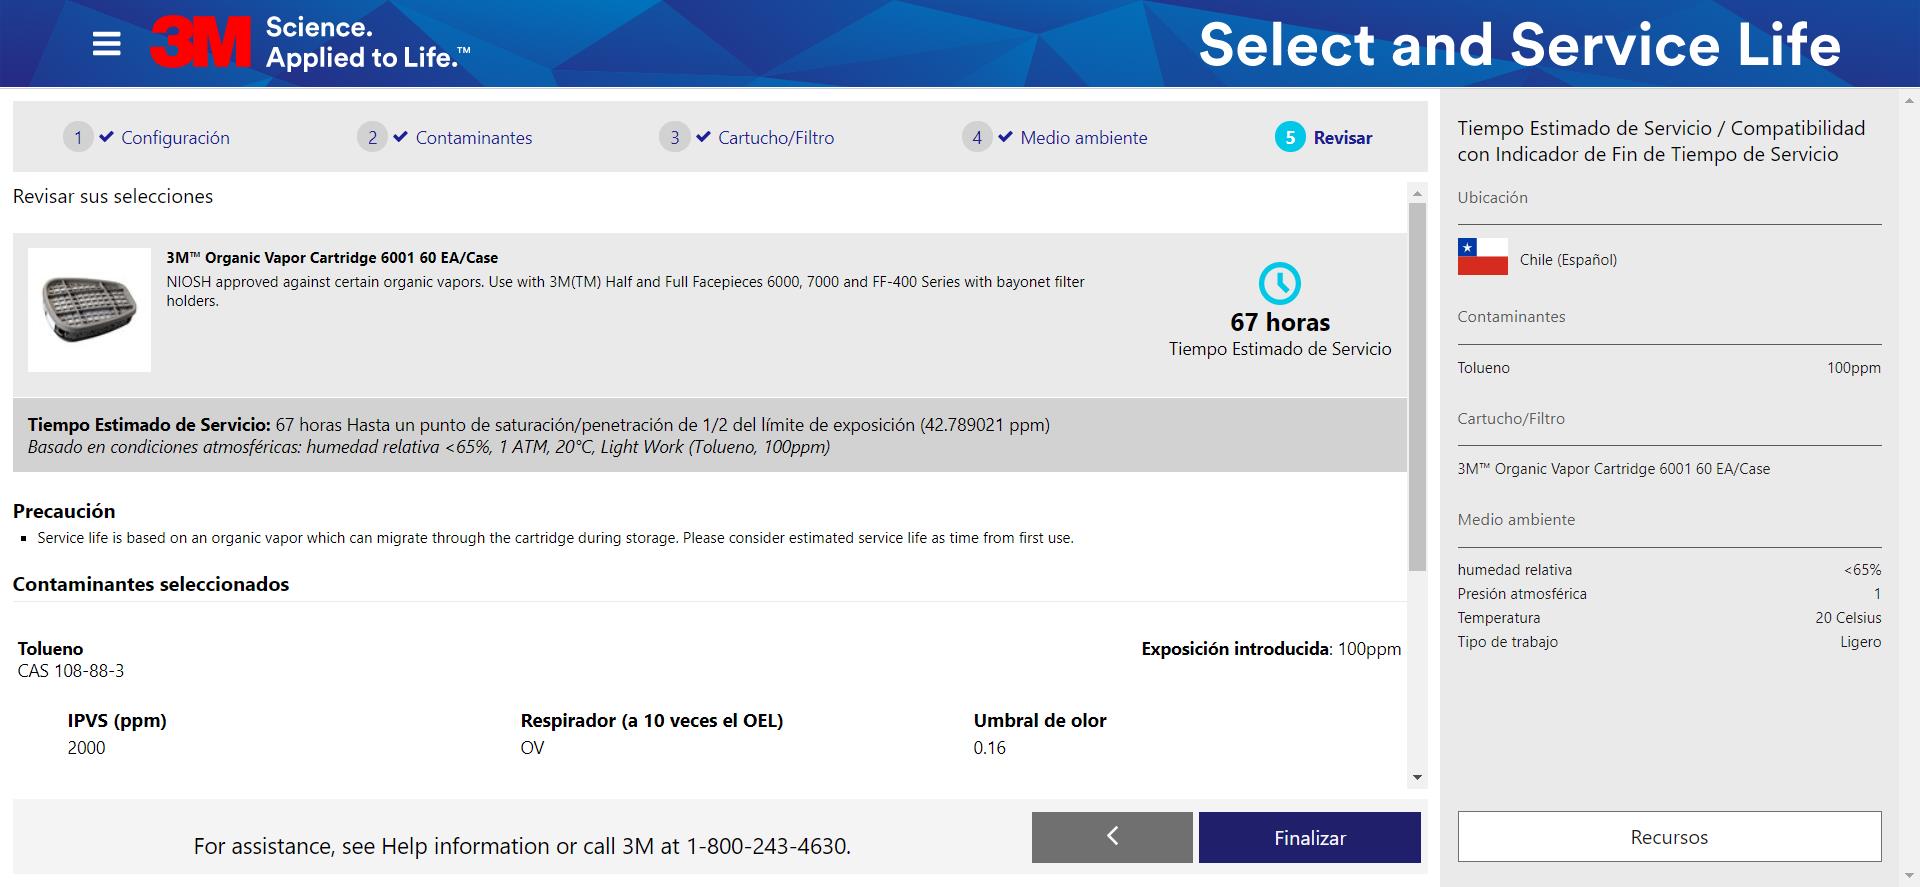 3M Science.
Applied to Life.™
Select and Service Life
1 Configuración
2 Contaminantes
3 Cartucho/Filtro
4 Medio ambiente
5 Revisar
Revisar sus selecciones
3M™ Organic Vapor Cartridge 6001 60 EA/Case
NIOSH approved against certain organic vapors. Use with 3M(TM) Half and Full Facepieces 6000, 7000 and FF-400 Series with bayonet filter
holders.
67 horas
Tiempo Estimado de Servicio
Tiempo Estimado de Servicio: 67 horas Hasta un punto de saturación/penetración de 1/2 del límite de exposición (42.789021 ppm)
Basado en condiciones atmosféricas: humedad relativa <65%, 1 ATM, 20°C, Light Work (Tolueno, 100ppm)
Precaución
▪ Service life is based on an organic vapor which can migrate through the cartridge during storage. Please consider estimated service life as time from first use.
Contaminantes seleccionados
Tolueno
CAS 108-88-3
Exposición introducida: 100ppm
IPVS (ppm)
2000
Respirador (a 10 veces el OEL)
OV
Umbral de olor
0.16
For assistance, see Help information or call 3M at 1-800-243-4630.
Finalizar
Tiempo Estimado de Servicio / Compatibilidad
con Indicador de Fin de Tiempo de Servicio
Ubicación
Chile (Español)
Contaminantes
Tolueno 100ppm
Cartucho/Filtro
3M™ Organic Vapor Cartridge 6001 60 EA/Case
Medio ambiente
humedad relativa <65%
Presión atmosférica 1
Temperatura 20 Celsius
Tipo de trabajo Ligero
Recursos